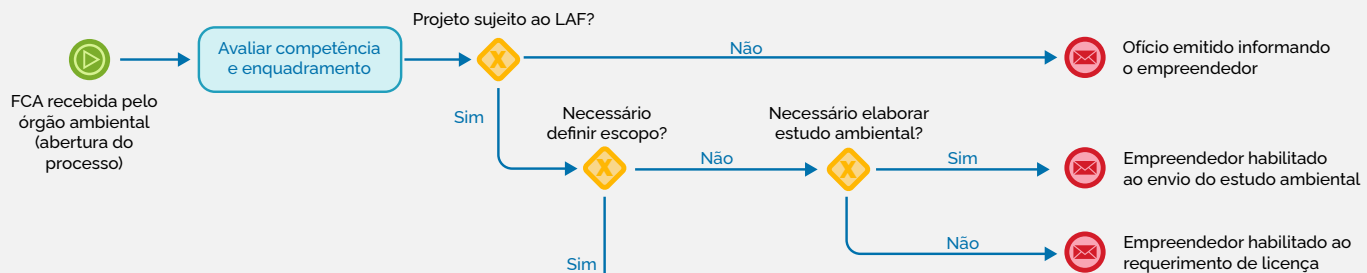 Projeto sujeito ao LAF?
Avaliar competência
e enquadramento
Não
Ofício emitido informando
o empreendedor
FCA recebida pelo
órgão ambiental
(abertura do
processo)
Sim
Necessário
definir escopo?
Necessário elaborar
estudo ambiental?
Não
Sim
Empreendedor habilitado
ao envio do estudo ambiental
Não
Empreendedor habilitado ao
requerimento de licença
Sim